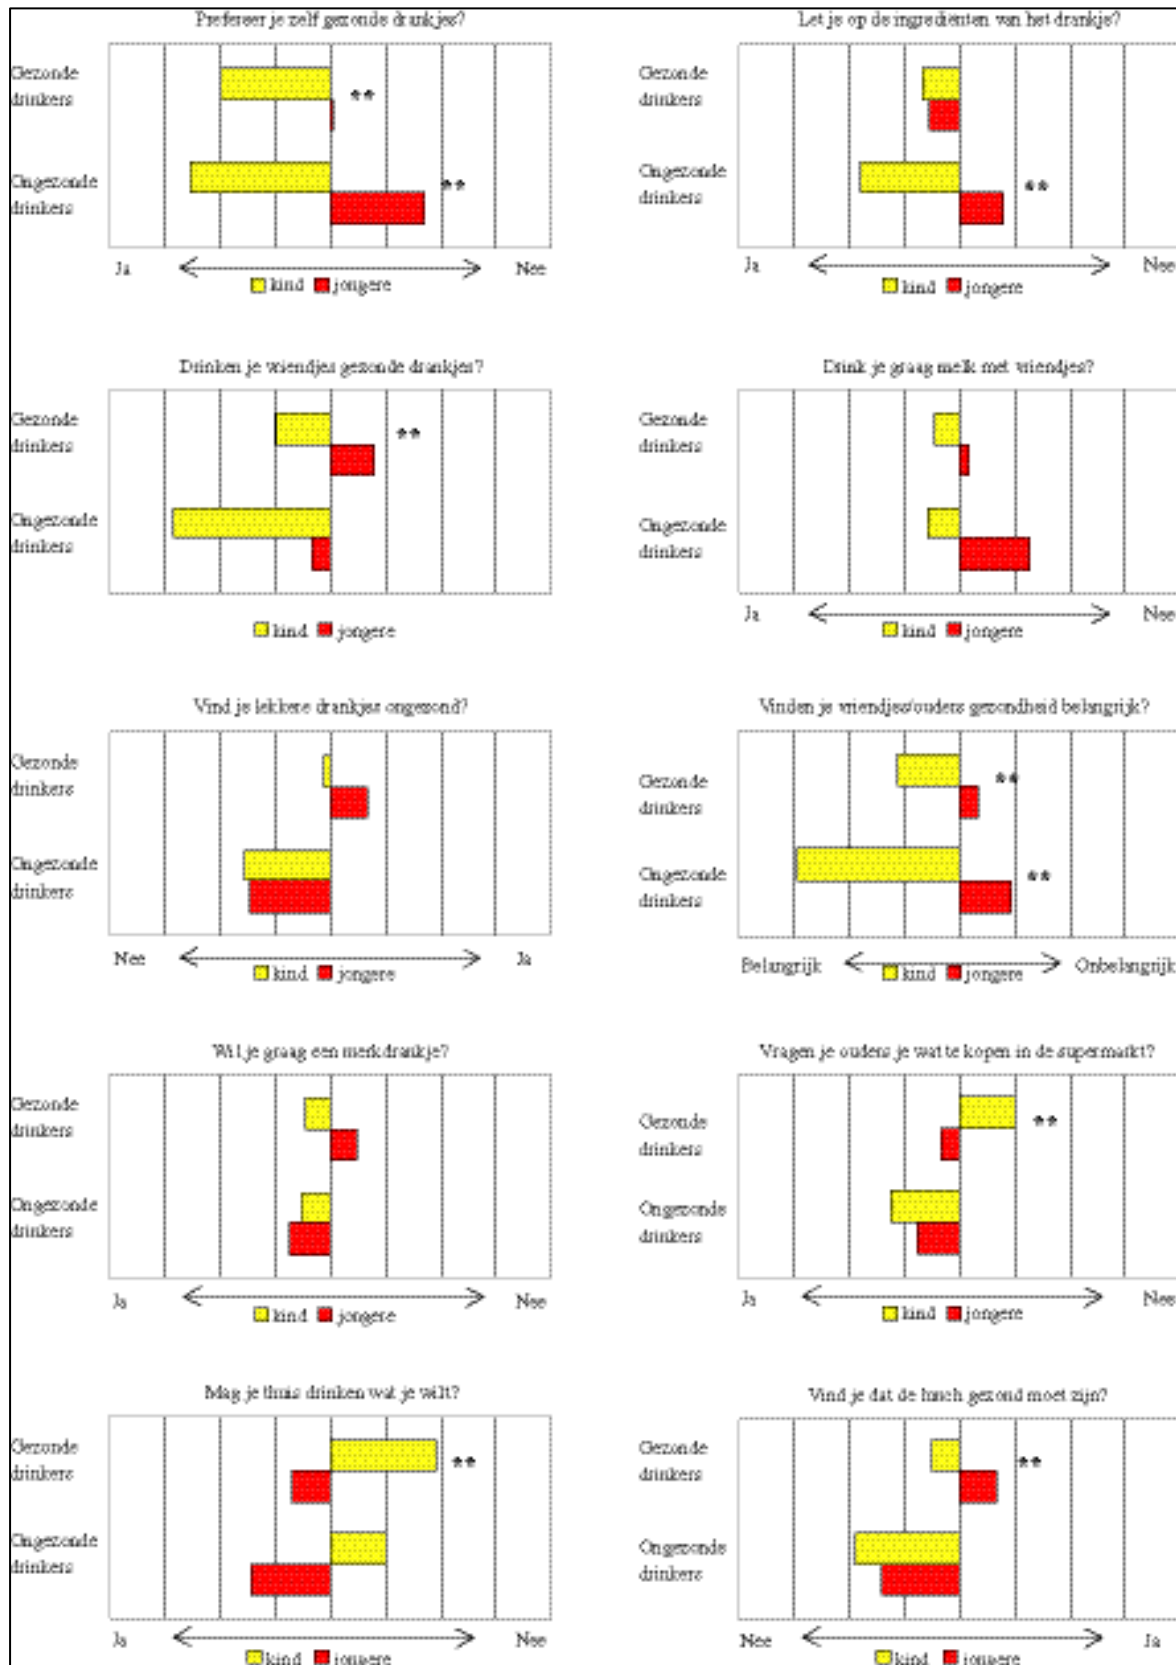 Prefereer je zelf gezonde drankjes?
Gezonde
drinkers
**
Ongezonde
drinkers
**
Ja
Nee
kind jongere
Let je op de ingrediënten van het drankje?
Gezonde
drinkers
Ongezonde
drinkers
**
Ja
Nee
kind jongere
Drinken je vriendjes gezonde drankjes?
Gezonde
drinkers
**
Ongezonde
drinkers
kind jongere
Drink je graag melk met vriendjes?
Gezonde
drinkers
Ongezonde
drinkers
Ja
Nee
kind jongere
Vind je lekkere drankjes ongezond?
Gezonde
drinkers
Ongezonde
drinkers
Nee
Ja
kind jongere
Vinden je vriendjes/ouders gezondheid belangrijk?
Gezonde
drinkers
**
Ongezonde
drinkers
**
Belangrijk
Onbelangrijk
kind jongere
Wil je graag een merkdrankje?
Gezonde
drinkers
Ongezonde
drinkers
Ja
Nee
kind jongere
Vragen je ouders je wat te kopen in de supermarkt?
Gezonde
drinkers
**
Ongezonde
drinkers
Ja
Nee
kind jongere
Mag je thuis drinken wat je wilt?
Gezonde
drinkers
**
Ongezonde
drinkers
Ja
Nee
kind jongere
Vind je dat de lunch gezond moet zijn?
Gezonde
drinkers
**
Ongezonde
drinkers
Nee
Ja
kind jongere